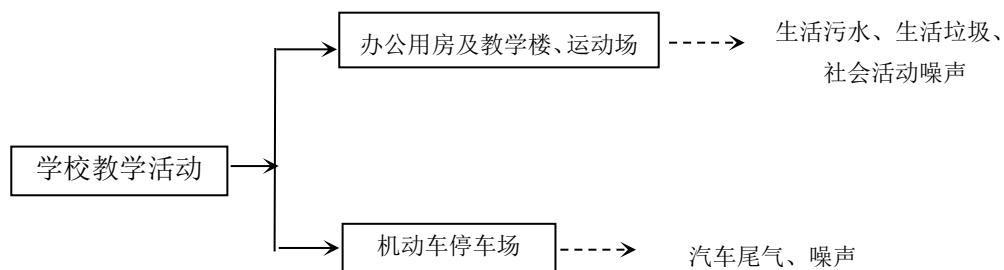 办公用房及教学楼、运动场
生活污水、生活垃圾、
社会活动噪声
学校教学活动
机动车停车场
汽车尾气、噪声